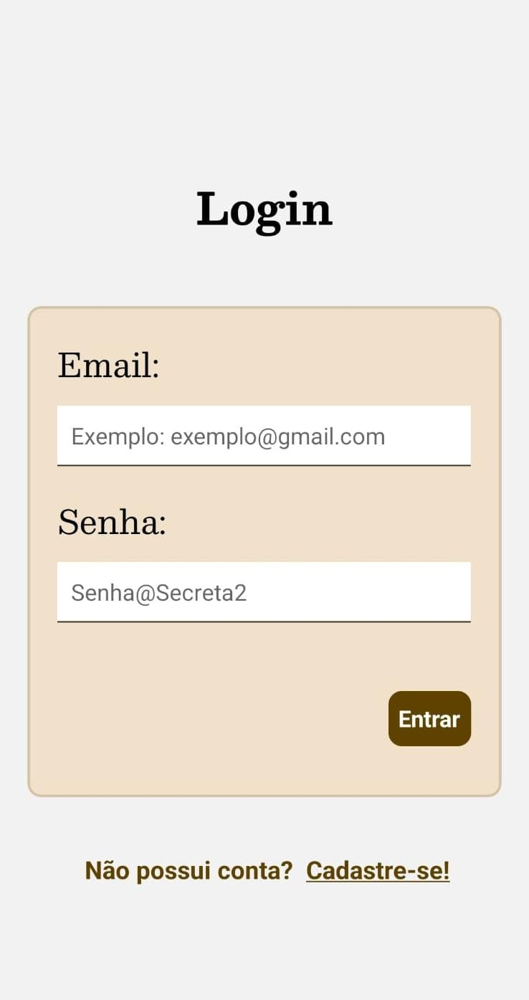 Login
Email:
Exemplo: exemplo@gmail.com
Senha:
Senha@Secreta2
Entrar
Não possui conta? Cadastre-se!